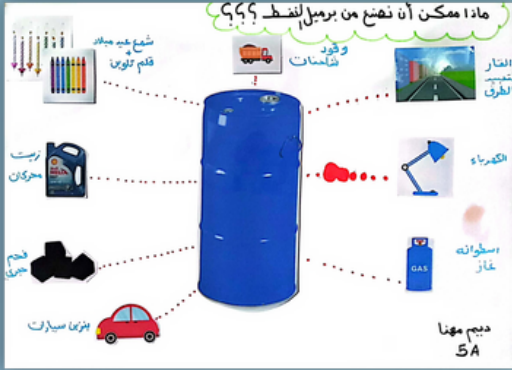 ماذا ممكن أن نصنع من برميل النفط ؟؟؟
وقود
شاحنات
شمع عيد ميلاد
+
قلم تلوين
القار
لتعبيد
الطرق
زيت
محركات
الكهرباء
فحم
حجري
اسطوانه
غاز
GAS
بنزين سيارات
ديم مهنا
5A